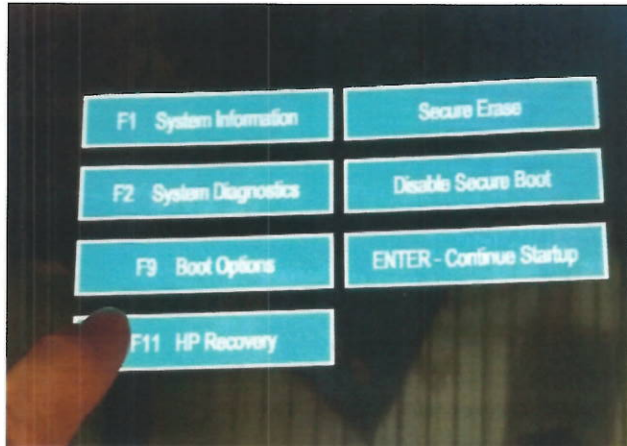 F1 System Information
Secure Erase
F2 System Diagnostics
Disable Secure Boot
F9 Boot Options
ENTER - Continue Startup
F11 HP Recovery